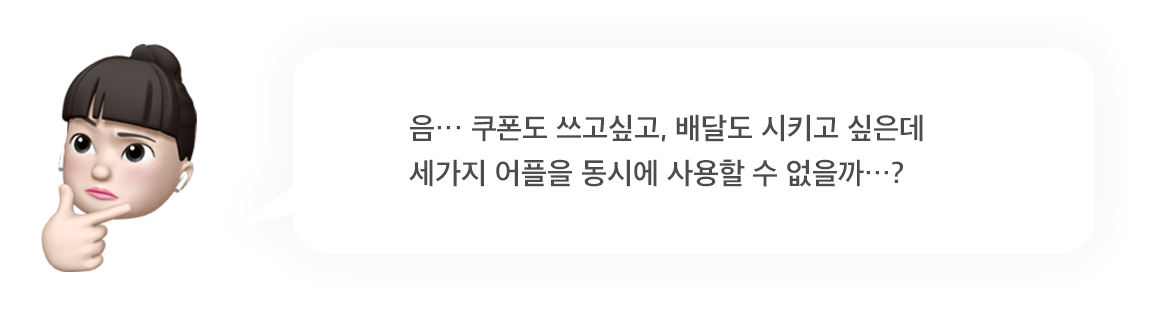 음⋯ 쿠폰도 쓰고싶고, 배달도 시키고 싶은데
세가지 어플을 동시에 사용할 수 없을까⋯?